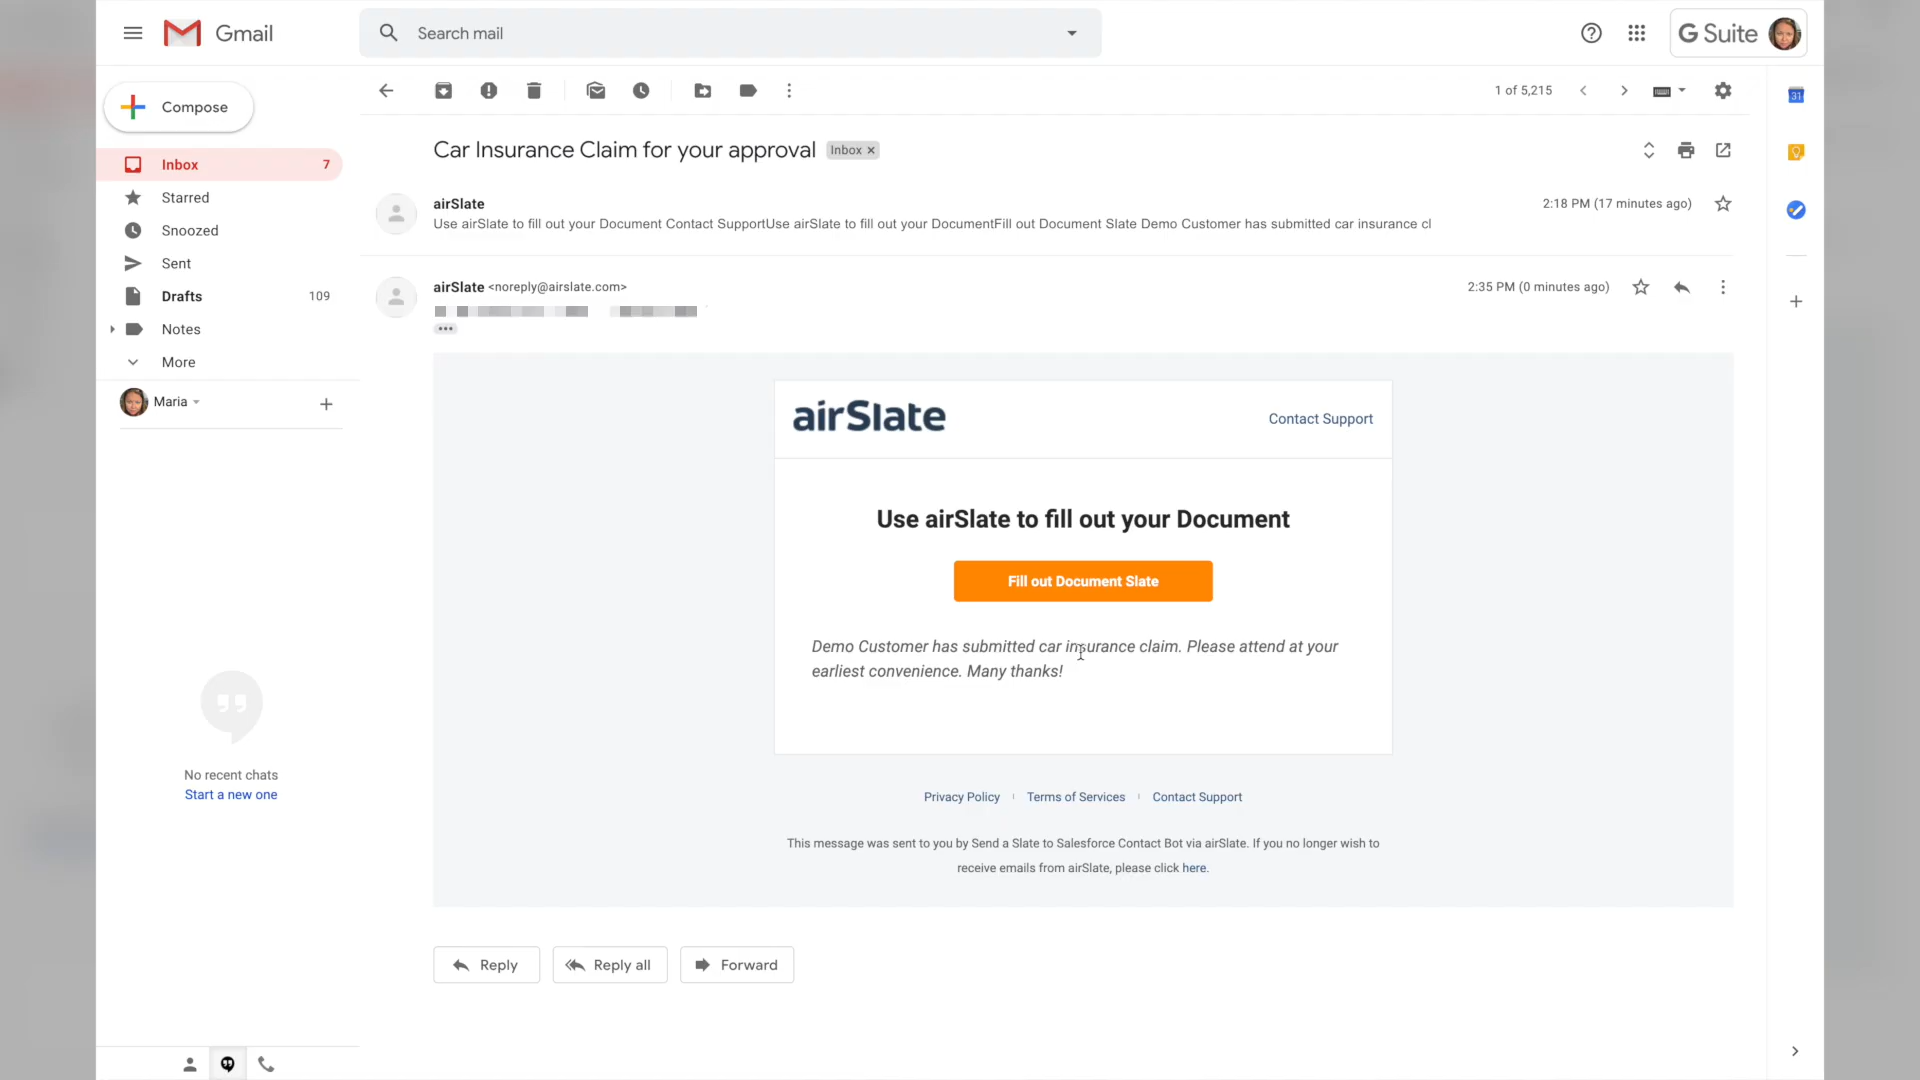 Gmail
Search mail
G Suite
Compose
1 of 5,215
31
Inbox 7
Starred
Snoozed
Sent
Drafts 109
Notes
More
Maria
No recent chats
Start a new one
Car Insurance Claim for your approval Inbox ×
airSlate 2:18 PM (17 minutes ago)
Use airSlate to fill out your Document Contact SupportUse airSlate to fill out your DocumentFill out Document Slate Demo Customer has submitted car insurance cl
airSlate <noreply@airslate.com> 2:35 PM (0 minutes ago)
airSlate Contact Support
Use airSlate to fill out your Document
Fill out Document Slate
Demo Customer has submitted car insurance claim. Please attend at your
earliest convenience. Many thanks!
Privacy Policy Terms of Services Contact Support
This message was sent to you by Send a Slate to Salesforce Contact Bot via airSlate. If you no longer wish to
receive emails from airSlate, please click here.
Reply Reply all Forward